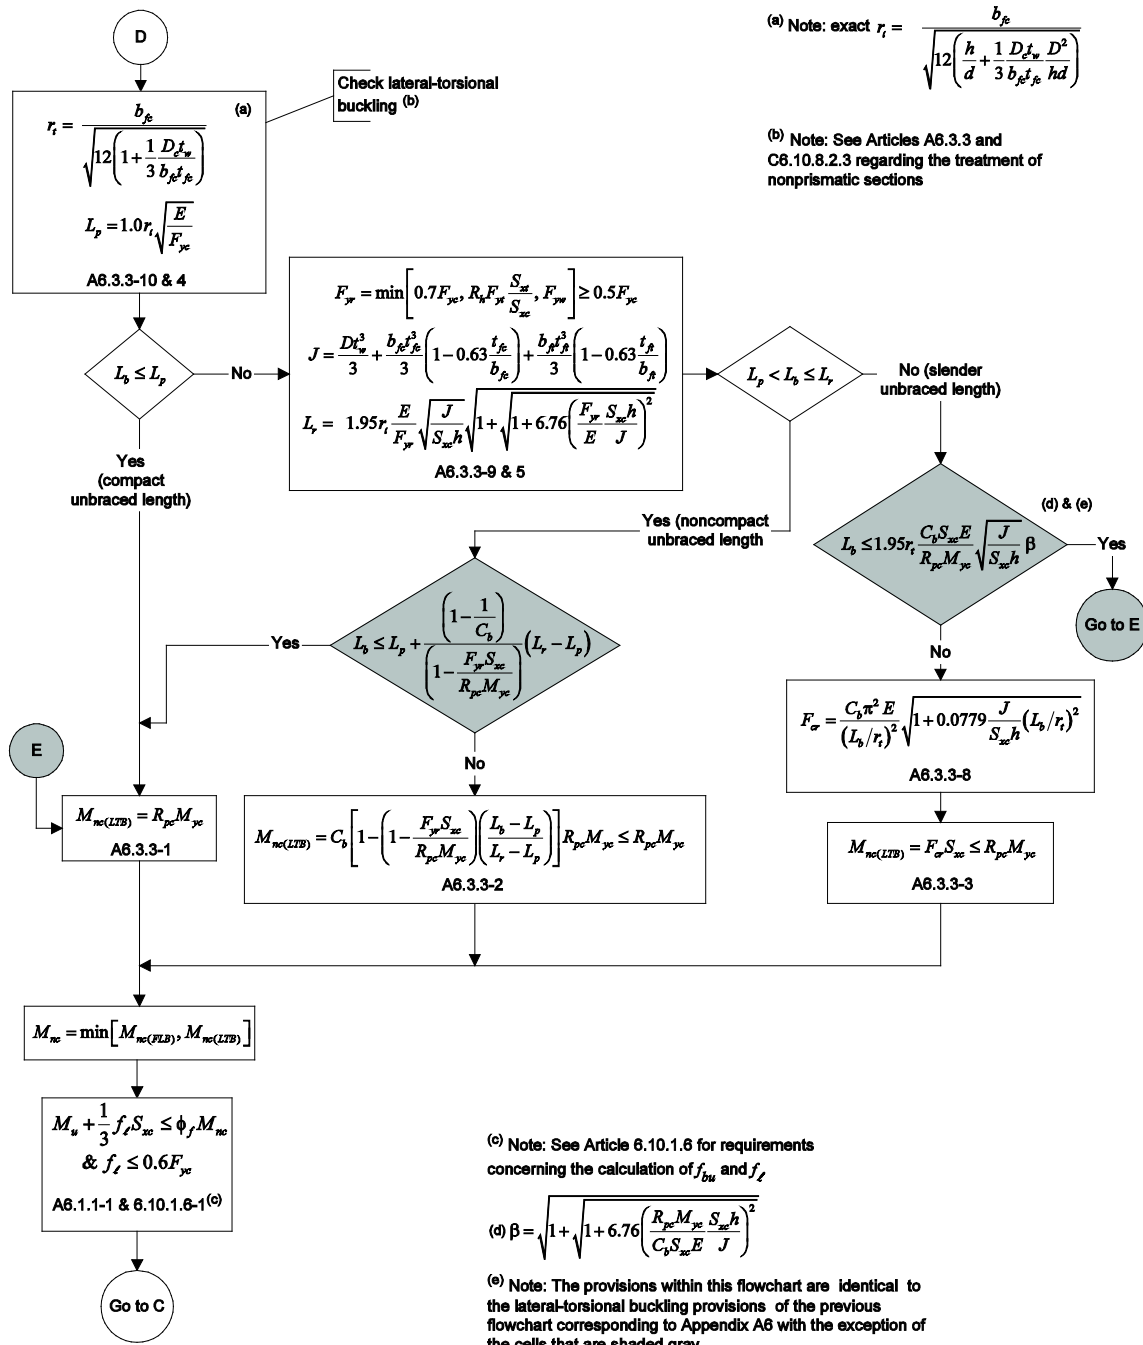 D
(a)
r_t = b_fc / √(12(1 + (1/3) (D_c t_w)/(b_fc t_fc)))
L_p = 1.0 r_t √(E/F_yc)
A6.3.3-10 & 4
Check lateral-torsional
buckling (b)
(a) Note: exact r_t = b_fc / √(12(h/d + (1/3) (D_c t_w)/(b_fc t_fc) D²/(hd)))
(b) Note: See Articles A6.3.3 and
C6.10.8.2.3 regarding the treatment of
nonprismatic sections
L_b ≤ L_p
No
F_yr = min[0.7F_yc, R_h F_yt S_xt/S_xc, F_yw] ≥ 0.5F_yc
J = D t_w³/3 + (b_fc t_fc³/3)(1 − 0.63 t_fc/b_fc) + (b_ft t_ft³/3)(1 − 0.63 t_ft/b_ft)
L_r = 1.95 r_t (E/F_yr) √(J/(S_xc h)) √(1 + √(1 + 6.76((F_yr/E)(S_xc h/J))²))
A6.3.3-9 & 5
L_p < L_b ≤ L_r
No (slender
unbraced length)
Yes
(compact
unbraced length)
Yes (noncompact
unbraced length
(d) & (e)
L_b ≤ 1.95 r_t (C_b S_xc E)/(R_pc M_yc) √(J/(S_xc h)) β
Yes
Go to E
No
L_b ≤ L_p + ((1 − 1/C_b)/(1 − F_yr S_xc/(R_pc M_yc))) (L_r − L_p)
Yes
No
F_cr = (C_b π² E)/(L_b/r_t)² √(1 + 0.0779 (J/(S_xc h)) (L_b/r_t)²)
A6.3.3-8
E
M_nc(LTB) = R_pc M_yc
A6.3.3-1
M_nc(LTB) = C_b[1 − (1 − F_yr S_xc/(R_pc M_yc))((L_b − L_p)/(L_r − L_p))] R_pc M_yc ≤ R_pc M_yc
A6.3.3-2
M_nc(LTB) = F_cr S_xc ≤ R_pc M_yc
A6.3.3-3
M_nc = min[M_nc(FLB), M_nc(LTB)]
M_u + (1/3) f_ℓ S_xc ≤ ϕ_f M_nc
& f_ℓ ≤ 0.6F_yc
A6.1.1-1 & 6.10.1.6-1(c)
Go to C
(c) Note: See Article 6.10.1.6 for requirements
concerning the calculation of f_bu and f_ℓ
(d) β = √(1 + √(1 + 6.76((R_pc M_yc)/(C_b S_xc E) (S_xc h)/J)²))
(e) Note: The provisions within this flowchart are identical to
the lateral-torsional buckling provisions of the previous
flowchart corresponding to Appendix A6 with the exception of
the cells that are shaded gray